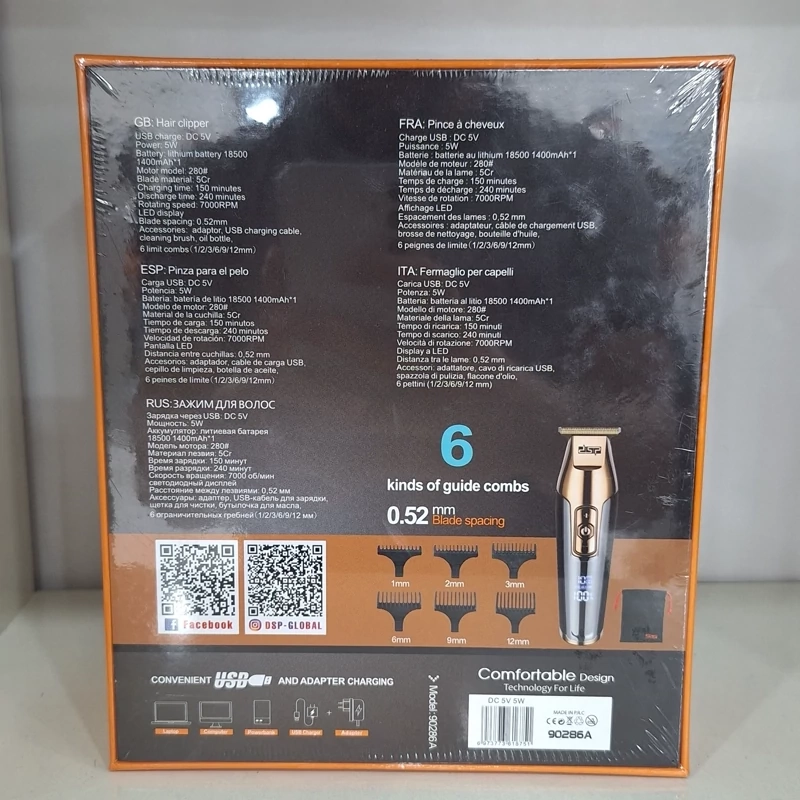 GB: Hair clipper
USB charge: DC 5V
Power: 5W
Battery: lithium battery 18500
1400mAh*1
Motor model: 280#
Blade material: 5Cr
Charging time: 150 minutes
Discharge time: 240 minutes
Rotating speed: 7000RPM
LED display
Blade spacing: 0.52mm
Accessories: adaptor, USB charging cable,
cleaning brush, oil bottle,
6 limit combs (1/2/3/6/9/12mm)
FRA: Pince à cheveux
Charge USB : DC 5V
Puissance : 5W
Batterie : batterie au lithium 18500 1400mAh*1
Modèle de moteur : 280#
Matériau de la lame : 5Cr
Temps de charge : 150 minutes
Temps de décharge : 240 minutes
Vitesse de rotation : 7000RPM
Affichage LED
Espacement des lames : 0,52 mm
Accessoires : adaptateur, câble de chargement USB,
brosse de nettoyage, bouteille d'huile,
6 peignes de limite (1/2/3/6/9/12mm)
ESP: Pinza para el pelo
Carga USB: DC 5V
Potencia: 5W
Batería: batería de litio 18500 1400mAh*1
Modelo de motor: 280#
Material de la cuchilla: 5Cr
Tiempo de carga: 150 minutos
Tiempo de descarga: 240 minutos
Velocidad de rotación: 7000RPM
Pantalla LED
Distancia entre cuchillas: 0,52 mm
Accesorios: adaptador, cable de carga USB,
cepillo de limpieza, botella de aceite,
6 peines de límite (1/2/3/6/9/12mm)
ITA: Fermaglio per capelli
Carica USB: DC 5V
Potenza: 5W
Batteria: batteria al litio 18500 1400mAh*1
Modello di motore: 280#
Materiale della lama: 5Cr
Tempo di ricarica: 150 minuti
Tempo di scarico: 240 minuti
Velocità di rotazione: 7000RPM
Display a LED
Distanza tra le lame: 0,52 mm
Accessori: adattatore, cavo di ricarica USB,
spazzola di pulizia, flacone d'olio,
6 pettini (1/2/3/6/9/12 mm)
RUS:ЗАЖИМ ДЛЯ ВОЛОС
Зарядка через USB: DC 5V
Мощность: 5W
Аккумулятор: литиевая батарея
18500 1400mAh*1
Модель мотора: 280#
Материал лезвия: 5Cr
Время зарядки: 150 минут
Время разрядки: 240 минут
Скорость вращения: 7000 об/мин
светодиодный дисплей
Расстояние между лезвиями: 0,52 мм
Аксессуары: адаптер, USB-кабель для зарядки,
щетка для чистки, бутылочка для масла,
6 ограничительных гребней (1/2/3/6/9/12 мм)
6
kinds of guide combs
0.52 mm
Blade spacing
DSP
1mm 2mm 3mm
6mm 9mm 12mm
Facebook
DSP-GLOBAL
CONVENIENT USB AND ADAPTER CHARGING
Laptop Computer Powerbank USB Charger + Adapter
Model:90286A
Comfortable Design
Technology For Life
DC 5V 5W
MADE IN P.R.C
CE
90286A